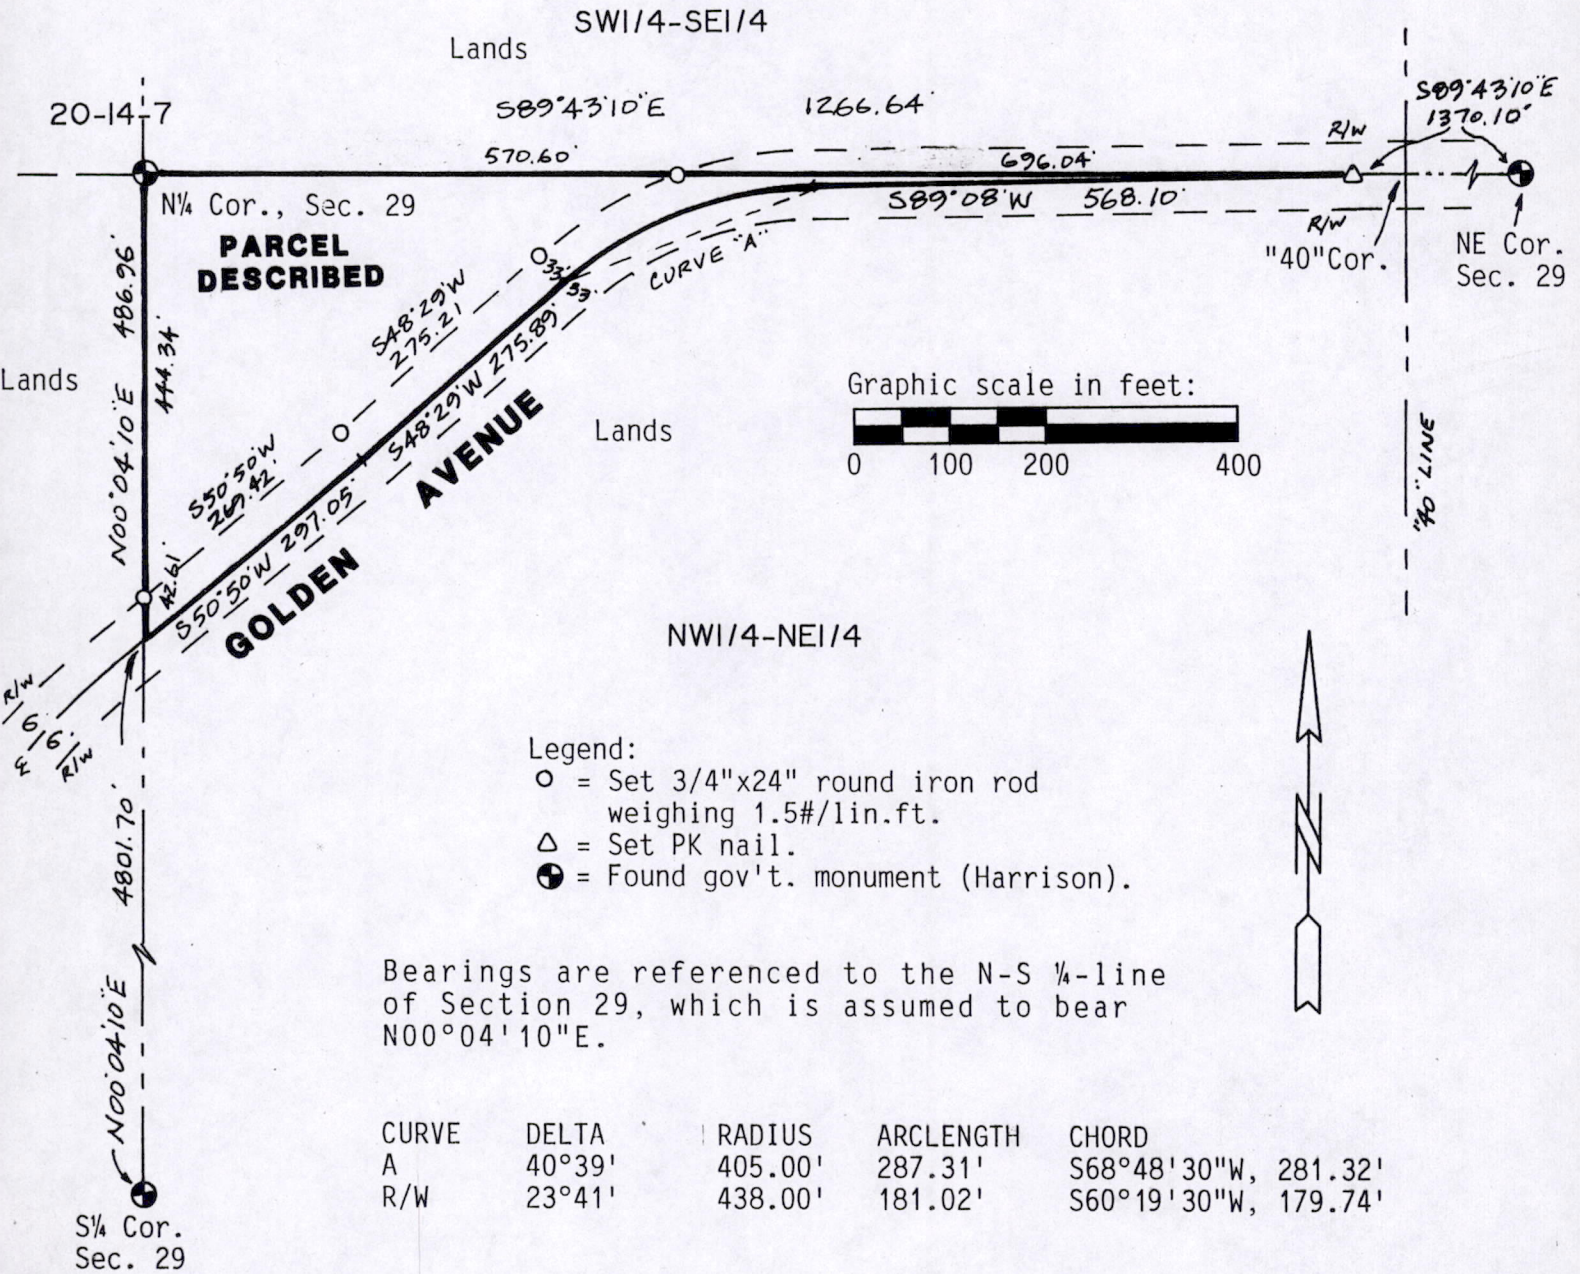 SW1/4-SE1/4
Lands
20-14-7
S89°43'10"E 1266.64'
S89°43'10"E
1370.10'
R/W
570.60'
696.04'
N¼ Cor., Sec. 29
PARCEL
DESCRIBED
S89°08'W 568.10'
R/W
"40"Cor.
NE Cor.
Sec. 29
CURVE "A"
33'
33'
486.96'
N00°04'10"E
444.34'
S48°29'W
275.21'
S48°29'W 275.89'
Lands
Lands
AVENUE
GOLDEN
Graphic scale in feet:
0 100 200 400
"40" LINE
S50°50'W
269.42'
S50°50'W 297.05'
42.61'
NW1/4-NE1/4
R/W
6/6'
R/W
4801.70'
N00°04'10"E
Legend:
= Set 3/4"x24" round iron rod
weighing 1.5#/lin.ft.
= Set PK nail.
= Found gov't. monument (Harrison).
N
Bearings are referenced to the N-S ¼-line
of Section 29, which is assumed to bear
N00°04'10"E.
CURVE DELTA RADIUS ARCLENGTH CHORD
A 40°39' 405.00' 287.31' S68°48'30"W, 281.32'
R/W 23°41' 438.00' 181.02' S60°19'30"W, 179.74'
S¼ Cor.
Sec. 29